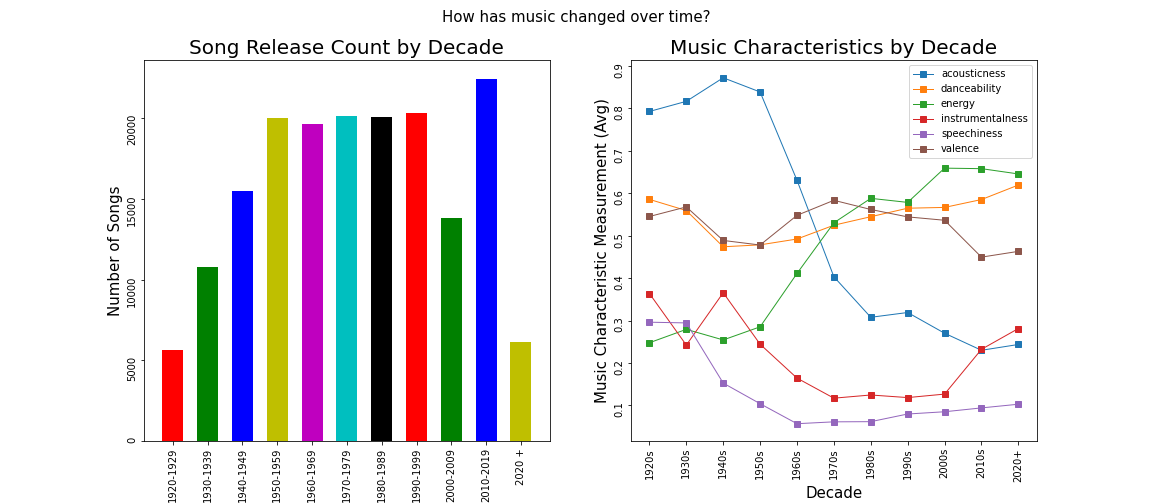 How has music changed over time?
Song Release Count by Decade
Number of Songs
20000
15000
10000
5000
0
1920-1929
1930-1939
1940-1949
1950-1959
1960-1969
1970-1979
1980-1989
1990-1999
2000-2009
2010-2019
2020 +
Music Characteristics by Decade
Music Characteristic Measurement (Avg)
0.9
0.8
0.7
0.6
0.5
0.4
0.3
0.2
0.1
acousticness
danceability
energy
instrumentalness
speechiness
valence
1920s
1930s
1940s
1950s
1960s
1970s
1980s
1990s
2000s
2010s
2020+
Decade